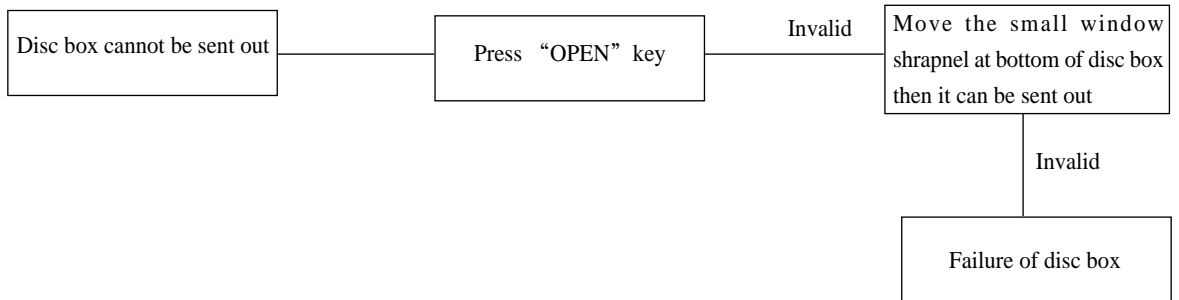 Disc box cannot be sent out
Press “OPEN” key
Invalid
Move the small window
shrapnel at bottom of disc box
then it can be sent out
Invalid
Failure of disc box